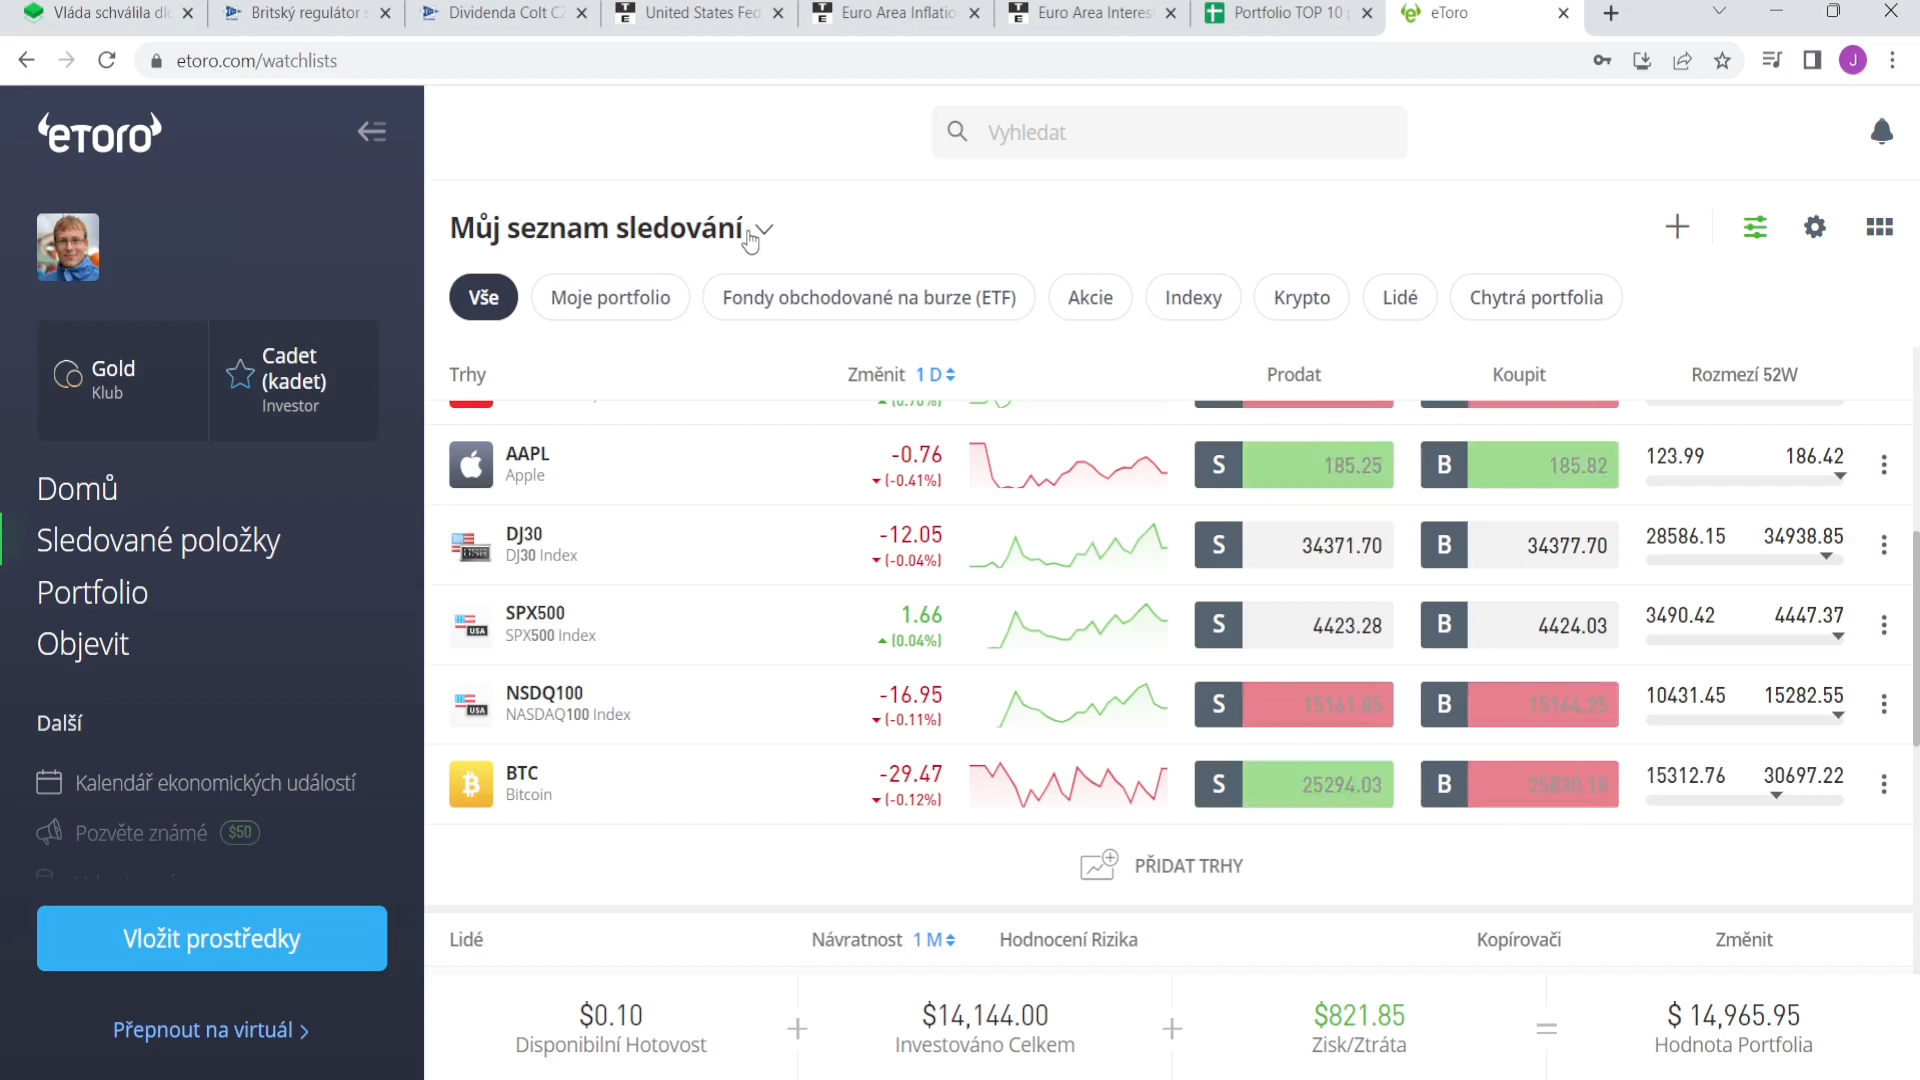 Vláda schválila dl
Britský regulátor s
Dividenda Colt CZ
United States Fed
Euro Area Inflatio
Euro Area Interes
Portfolio TOP 10
eToro
etoro.com/watchlists
J
eToro
Vyhledat
Gold
Klub
Cadet
(kadet)
Investor
Domů
Sledované položky
Portfolio
Objevit
Další
Kalendář ekonomických událostí
Pozvěte známé $50
Vložit prostředky
Přepnout na virtuál >
Můj seznam sledování
Vše
Moje portfolio
Fondy obchodované na burze (ETF)
Akcie
Indexy
Krypto
Lidé
Chytrá portfolia
Trhy Změnit 1 D Prodat Koupit Rozmezí 52W
AAPL -0.76 S 185.25 B 185.82 123.99 186.42
Apple (-0.41%)
DJ30 -12.05 S 34371.70 B 34377.70 28586.15 34938.85
DJ30 Index (-0.04%)
SPX500 1.66 S 4423.28 B 4424.03 3490.42 4447.37
SPX500 Index (0.04%)
NSDQ100 -16.95 S 15161.85 B 15164.25 10431.45 15282.55
NASDAQ100 Index (-0.11%)
BTC -29.47 S 25294.03 B 25830.18 15312.76 30697.22
Bitcoin (-0.12%)
PŘIDAT TRHY
Lidé Návratnost 1 M Hodnocení Rizika Kopírovači Změnit
$0.10 + $14,144.00 + $821.85 = $ 14,965.95
Disponibilní Hotovost Investováno Celkem Zisk/Ztráta Hodnota Portfolia